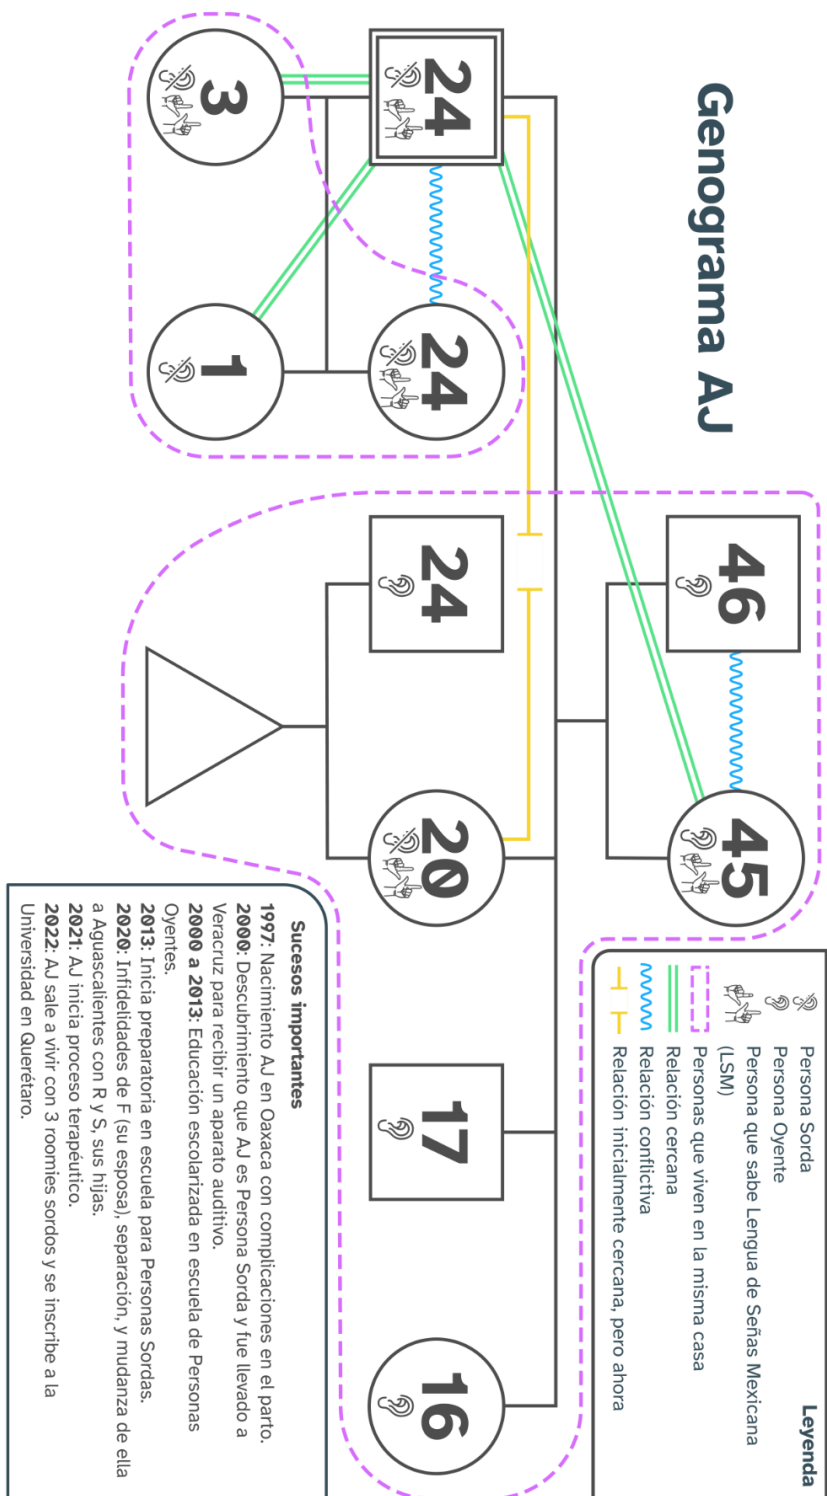 Genograma AJ
46
45
24
24
24
20
17
16
3
1
Leyenda
Persona Sorda
Persona Oyente
Persona que sabe Lengua de Señas Mexicana
(LSM)
Personas que viven en la misma casa
Relación cercana
Relación conflictiva
Relación inicialmente cercana, pero ahora
Sucesos importantes
1997: Nacimiento AJ en Oaxaca con complicaciones en el parto.
2000: Descubrimiento que AJ es Persona Sorda y fue llevado a
Veracruz para recibir un aparato auditivo.
2000 a 2013: Educación escolarizada en escuela de Personas
Oyentes.
2013: Inicia preparatoria en escuela para Personas Sordas.
2020: Infidelidades de F (su esposa), separación, y mudanza de ella
a Aguascalientes con R y S, sus hijas.
2021: AJ inicia proceso terapéutico.
2022: AJ sale a vivir con 3 roomies sordos y se inscribe a la
Universidad en Querétaro.